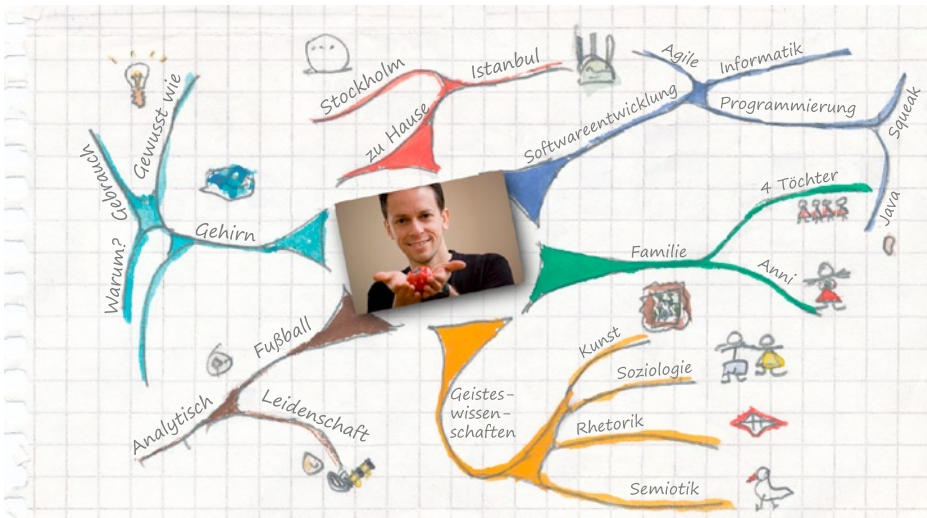 Stockholm
Istanbul
zu Hause
Agile
Informatik
Softwareentwicklung
Programmierung
Squeak
Java
Gewusst wie
Gebrauch
Warum?
Gehirn
4 Töchter
Familie
Anni
Fußball
Analytisch
Leidenschaft
Geistes-
wissen-
schaften
Kunst
Soziologie
Rhetorik
Semiotik